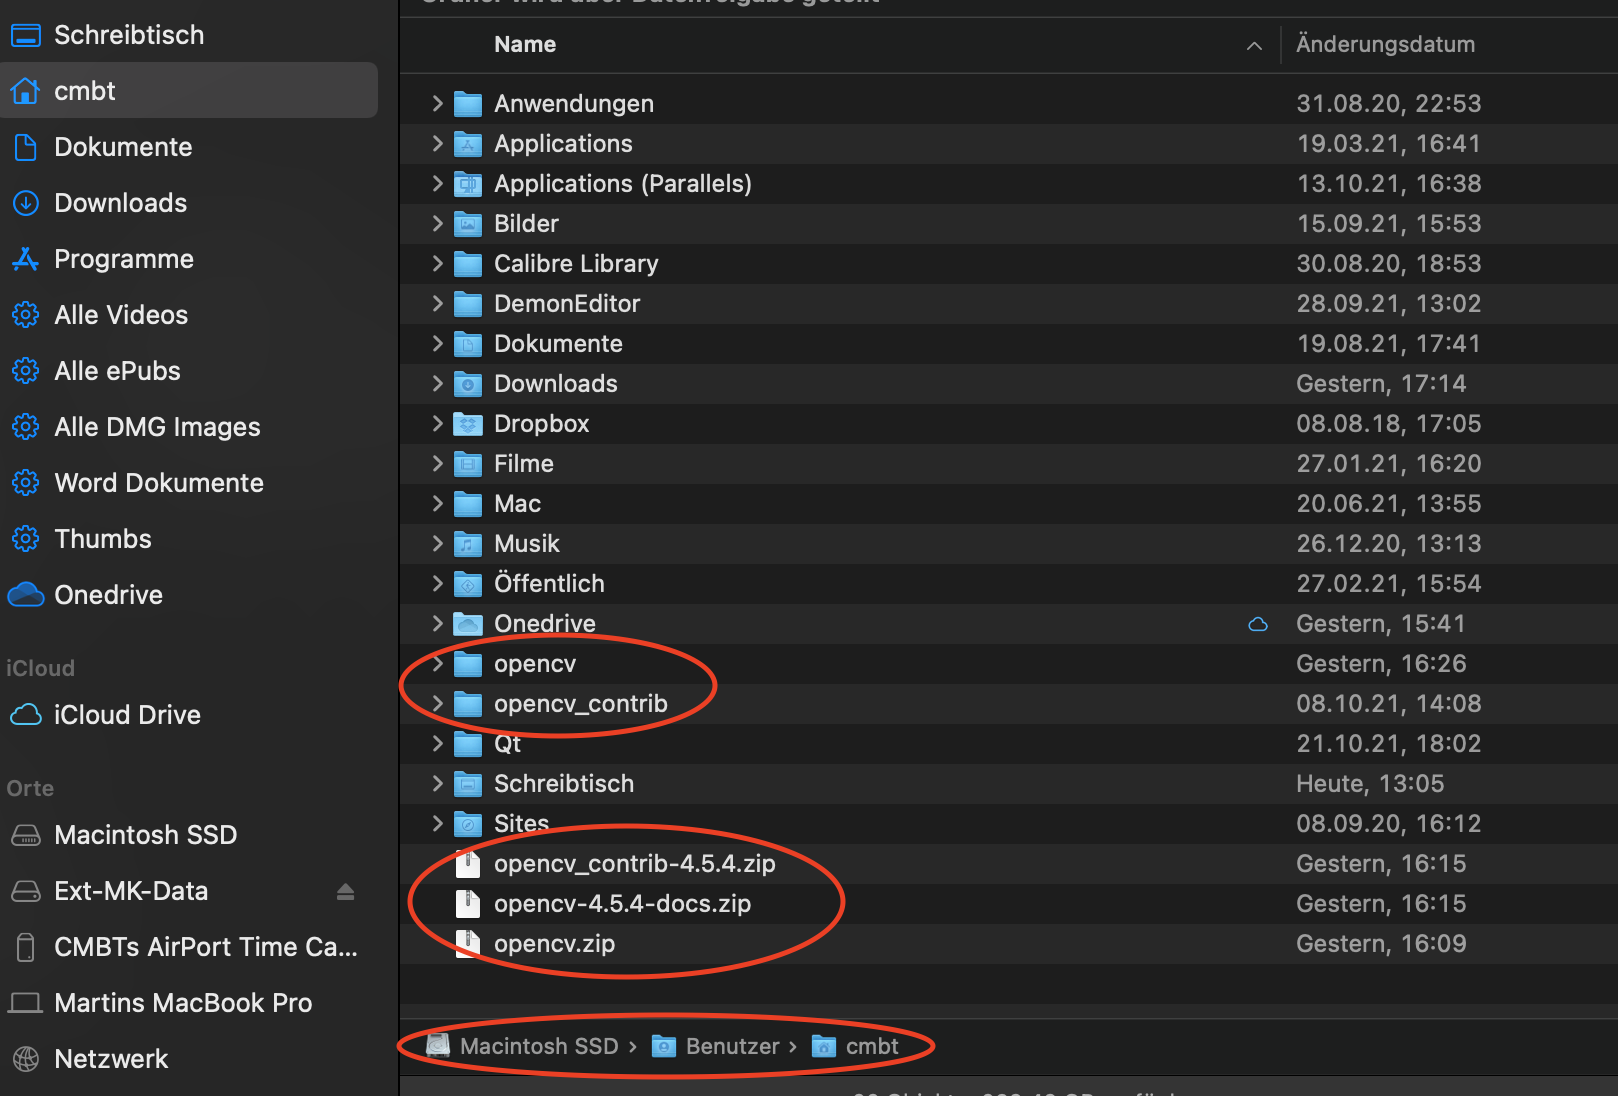 Schreibtisch
cmbt
Dokumente
Downloads
Programme
Alle Videos
Alle ePubs
Alle DMG Images
Word Dokumente
Thumbs
Onedrive
iCloud
iCloud Drive
Orte
Macintosh SSD
Ext-MK-Data
CMBTs AirPort Time Ca...
Martins MacBook Pro
Netzwerk
Name Änderungsdatum
Anwendungen 31.08.20, 22:53
Applications 19.03.21, 16:41
Applications (Parallels) 13.10.21, 16:38
Bilder 15.09.21, 15:53
Calibre Library 30.08.20, 18:53
DemonEditor 28.09.21, 13:02
Dokumente 19.08.21, 17:41
Downloads Gestern, 17:14
Dropbox 08.08.18, 17:05
Filme 27.01.21, 16:20
Mac 20.06.21, 13:55
Musik 26.12.20, 13:13
Öffentlich 27.02.21, 15:54
Onedrive Gestern, 15:41
opencv Gestern, 16:26
opencv_contrib 08.10.21, 14:08
Qt 21.10.21, 18:02
Schreibtisch Heute, 13:05
Sites 08.09.20, 16:12
opencv_contrib-4.5.4.zip Gestern, 16:15
opencv-4.5.4-docs.zip Gestern, 16:15
opencv.zip Gestern, 16:09
Macintosh SSD › Benutzer › cmbt